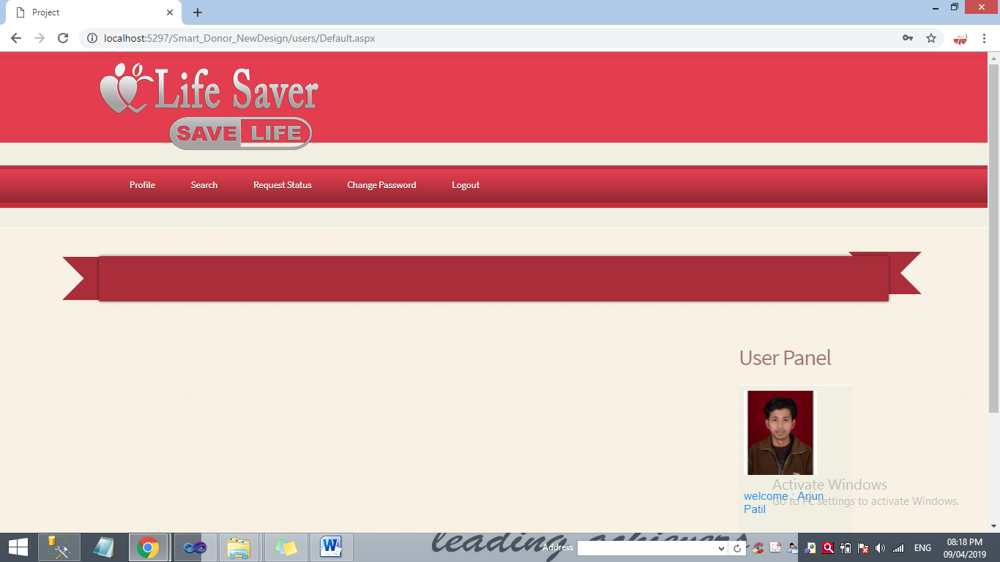 Project
localhost:5297/Smart_Donor_NewDesign/users/Default.aspx
Life Saver
SAVE LIFE
Profile Search Request Status Change Password Logout
User Panel
Activate Windows
welcome : Arjun
Go to PC settings to activate Windows.
Patil
leading achievers
Address
ENG
08:18 PM
09/04/2019